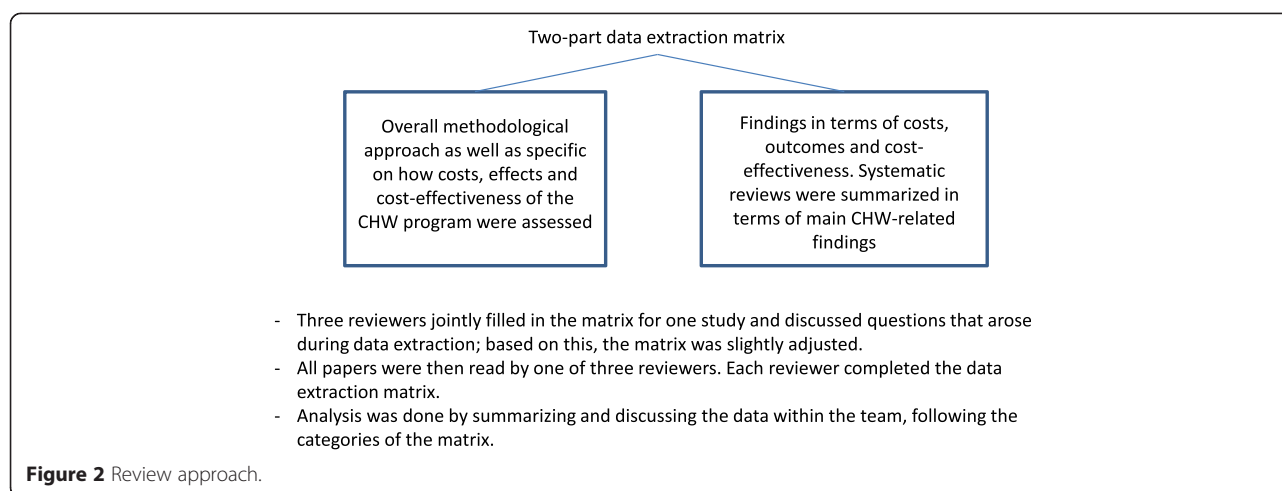 Two-part data extraction matrix
Overall methodological
approach as well as specific
on how costs, effects and
cost-effectiveness of the
CHW program were assessed
Findings in terms of costs,
outcomes and cost-
effectiveness. Systematic
reviews were summarized in
terms of main CHW-related
findings
- Three reviewers jointly filled in the matrix for one study and discussed questions that arose
during data extraction; based on this, the matrix was slightly adjusted.
- All papers were then read by one of three reviewers. Each reviewer completed the data
extraction matrix.
- Analysis was done by summarizing and discussing the data within the team, following the
categories of the matrix.
Figure 2 Review approach.